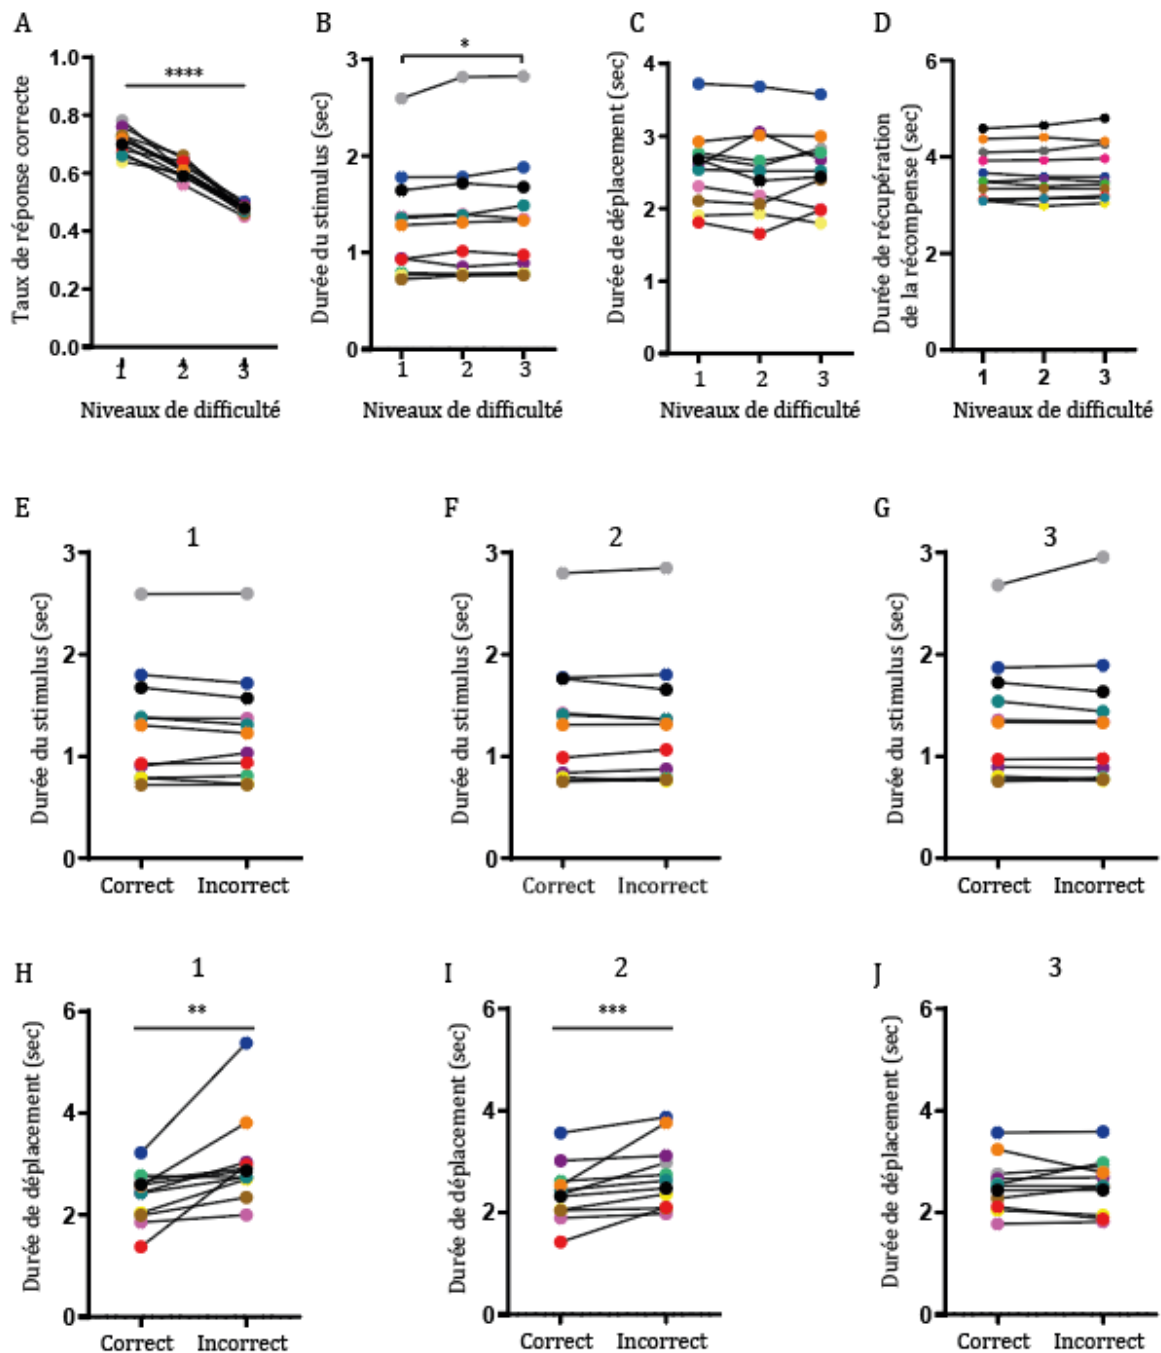 A
B
C
D
Taux de réponse correcte
1.0
0.8
0.6
0.4
0.2
0.0
****
1
2
3
Niveaux de difficulté
Durée du stimulus (sec)
3
2
1
0
*
1
2
3
Niveaux de difficulté
Durée de déplacement (sec)
4
3
2
1
0
1
2
3
Niveaux de difficulté
Durée de récupération
de la récompense (sec)
6
4
2
0
1
2
3
Niveaux de difficulté
E
1
Durée du stimulus (sec)
3
2
1
0
Correct Incorrect
F
2
Durée du stimulus (sec)
3
2
1
0
Correct Incorrect
G
3
Durée du stimulus (sec)
3
2
1
0
Correct Incorrect
H
1
Durée de déplacement (sec)
6
4
2
0
**
Correct Incorrect
I
2
Durée de déplacement (sec)
6
4
2
0
***
Correct Incorrect
J
3
Durée de déplacement (sec)
6
4
2
0
Correct Incorrect